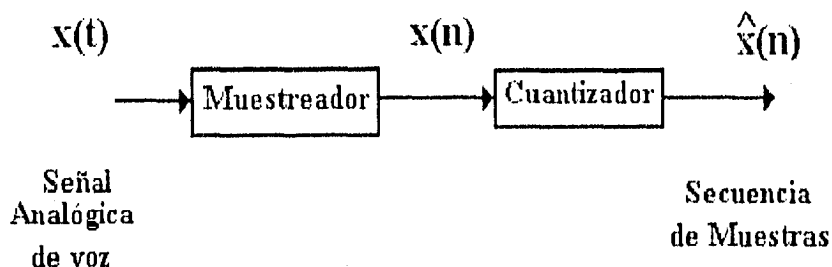 x(t)
x(n)
x̂(n)
Muestreador
Cuantizador
Señal
Analógica
de voz
Secuencia
de Muestras